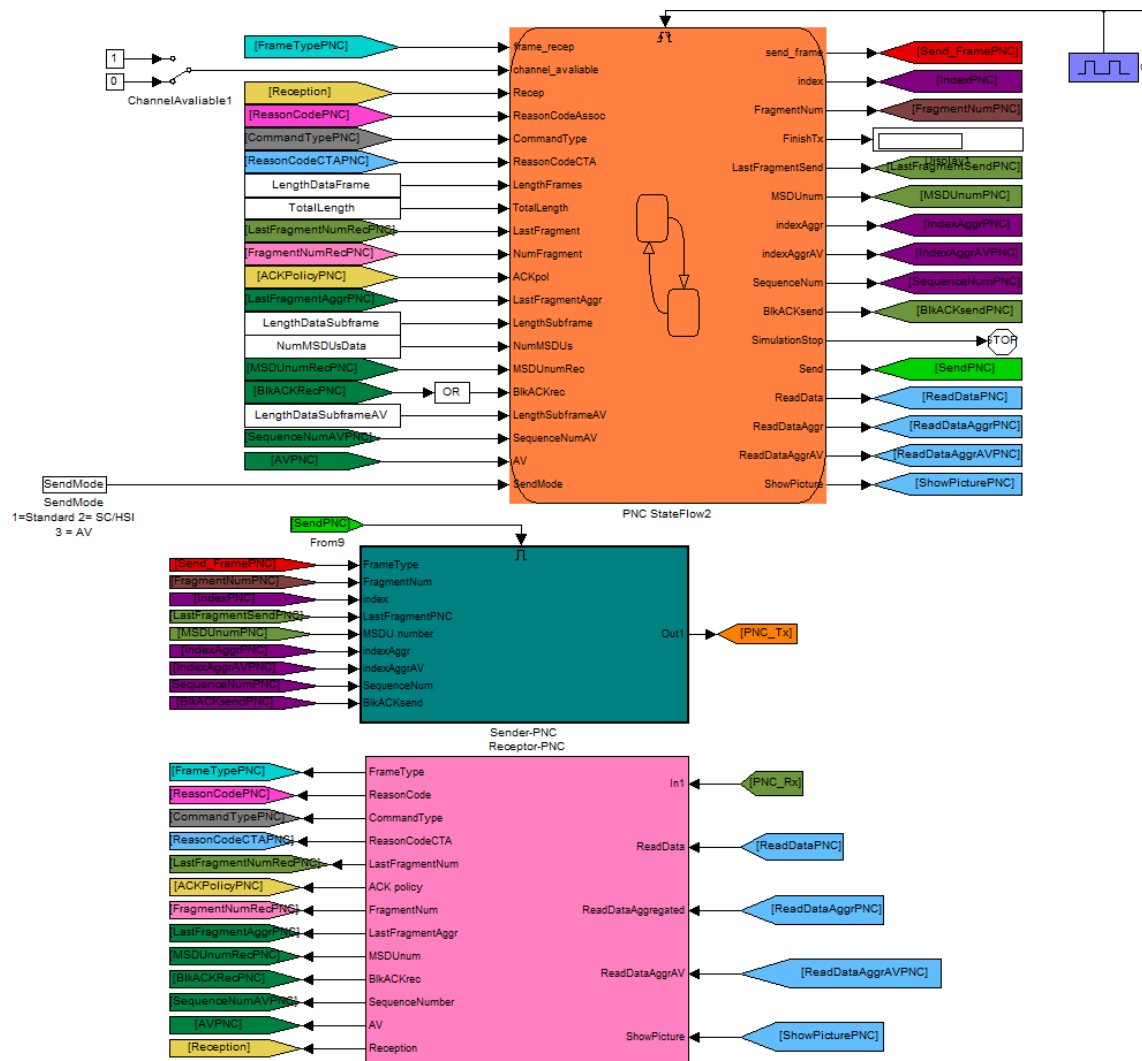 [FrameTypePNC]
1
0
ChannelAvaliable1
[Reception]
[ReasonCodePNC]
[CommandTypePNC]
[ReasonCodeCTAPNC]
LengthDataFrame
TotalLength
[LastFragmentNumRecPNC]
[FragmentNumRecPNC]
[ACKPolicyPNC]
[LastFragmentAggrPNC]
LengthDataSubframe
NumMSDUsData
[MSDUnumRecPNC]
[BlkACKRecPNC]
OR
LengthDataSubframeAV
[SequenceNumAVPNC]
[AVPNC]
SendMode
SendMode
1=Standard 2= SC/HSI
3 = AV
frame_recep
channel_avaliable
Recep
ReasonCodeAssoc
CommandType
ReasonCodeCTA
LengthFrames
TotalLength
LastFragment
NumFragment
ACKpol
LastFragmentAggr
LengthSubframe
NumMSDUs
MSDUnumRec
BlkACKrec
LengthSubframeAV
SequenceNumAV
AV
SendMode
send_frame
index
FragmentNum
FinishTx
LastFragmentSend
MSDUnum
indexAggr
indexAggrAV
SequenceNum
BlkACKsend
SimulationStop
Send
ReadData
ReadDataAggr
ReadDataAggrAV
ShowPicture
[Send_FramePNC]
[IndexPNC]
[FragmentNumPNC]
Display1
[LastFragmentSendPNC]
[MSDUnumPNC]
[IndexAggrPNC]
[IndexAggrAVPNC]
[SequenceNumPNC]
[BlkACKsendPNC]
STOP
[SendPNC]
[ReadDataPNC]
[ReadDataAggrPNC]
[ReadDataAggrAVPNC]
[ShowPicturePNC]
PNC StateFlow2
[SendPNC]
From9
[Send_FramePNC]
[FragmentNumPNC]
[IndexPNC]
[LastFragmentSendPNC]
[MSDUnumPNC]
[IndexAggrPNC]
[IndexAggrAVPNC]
[SequenceNumPNC]
[BlkACKsendPNC]
FrameType
FragmentNum
index
LastFragmentPNC
MSDU number
indexAggr
indexAggrAV
SequenceNum
BlkACKsend
Out1
[PNC_Tx]
Sender-PNC
Receptor-PNC
[FrameTypePNC]
[ReasonCodePNC]
[CommandTypePNC]
[ReasonCodeCTAPNC]
[LastFragmentNumRecPNC]
[ACKPolicyPNC]
[FragmentNumRecPNC]
[LastFragmentAggrPNC]
[MSDUnumRecPNC]
[BlkACKRecPNC]
[SequenceNumAVPNC]
[AVPNC]
[Reception]
FrameType
ReasonCode
CommandType
ReasonCodeCTA
LastFragmentNum
ACK policy
FragmentNum
LastFragmentAggr
MSDUnum
BlkACKrec
SequenceNumber
AV
Reception
In1
ReadData
ReadDataAggregated
ReadDataAggrAV
ShowPicture
[PNC_Rx]
[ReadDataPNC]
[ReadDataAggrPNC]
[ReadDataAggrAVPNC]
[ShowPicturePNC]